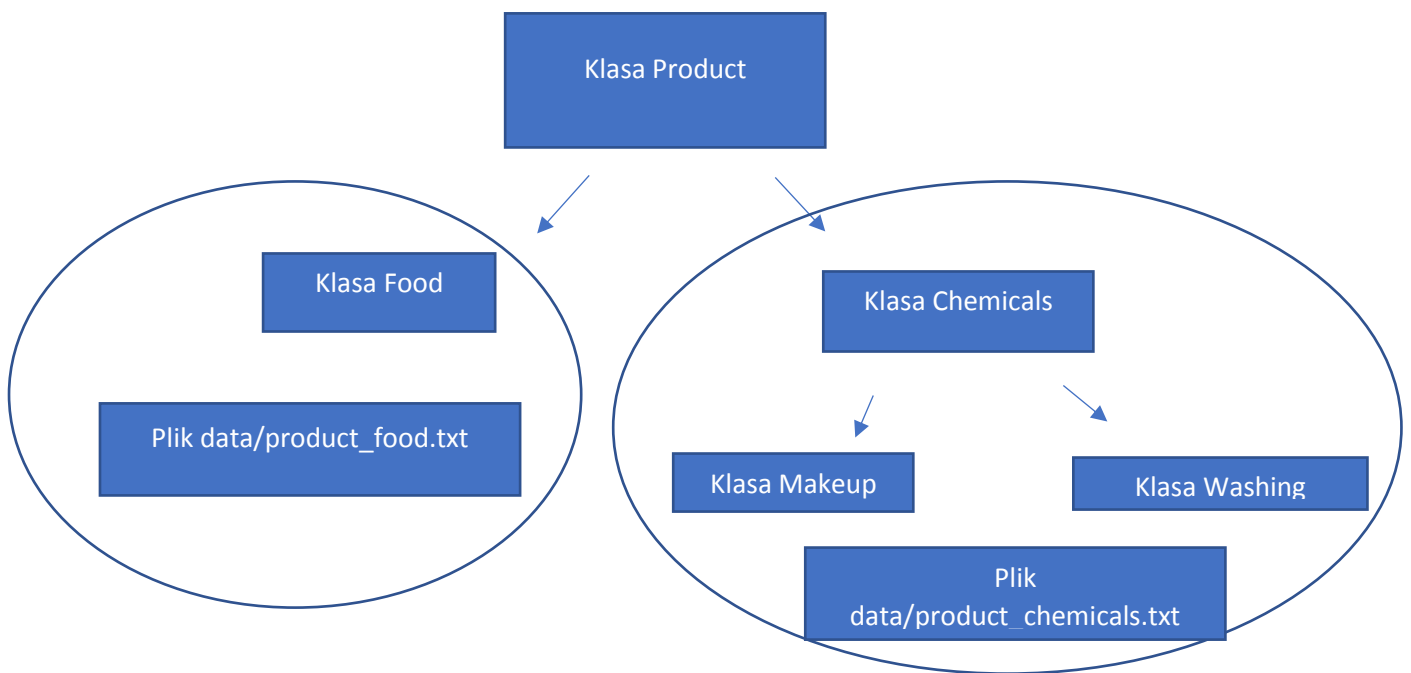 Klasa Product
Klasa Food
Klasa Chemicals
Plik data/product_food.txt
Klasa Makeup
Klasa Washing
Plik
data/product_chemicals.txt